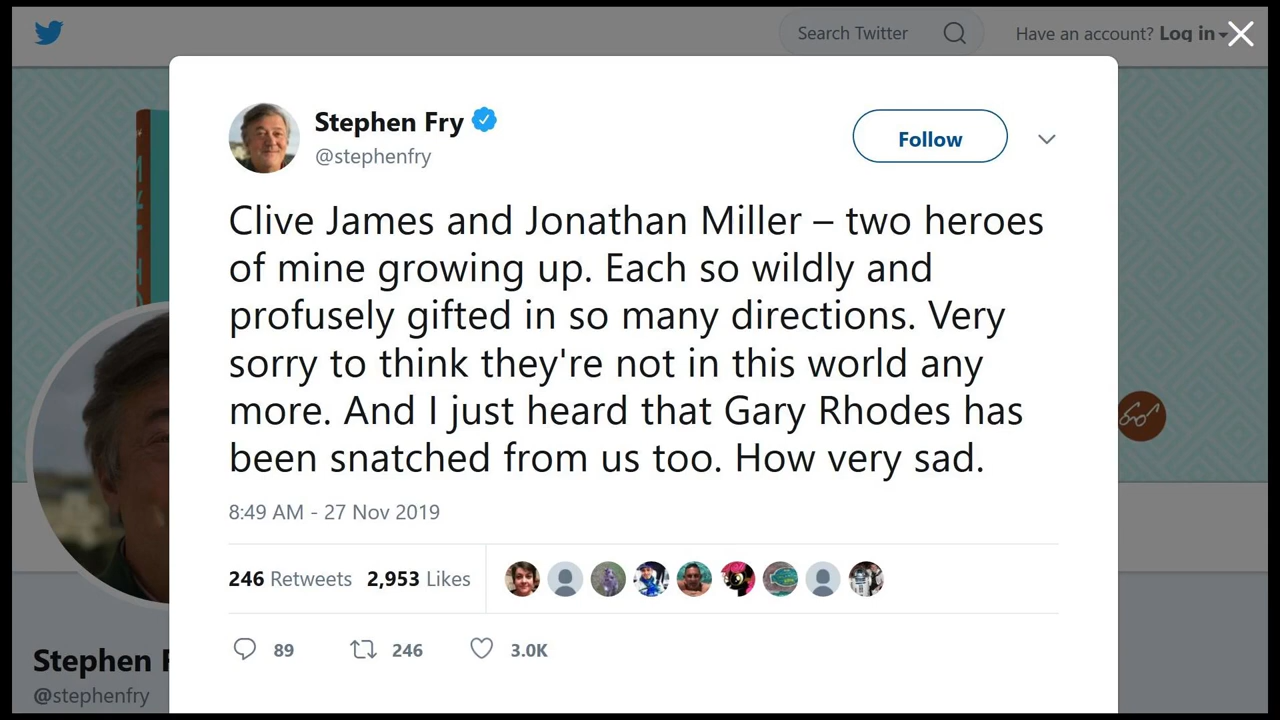 Search Twitter
Have an account? Log in
Stephen Fry
@stephenfry
Follow
Clive James and Jonathan Miller – two heroes
of mine growing up. Each so wildly and
profusely gifted in so many directions. Very
sorry to think they're not in this world any
more. And I just heard that Gary Rhodes has
been snatched from us too. How very sad.
8:49 AM - 27 Nov 2019
246 Retweets 2,953 Likes
89 246 3.0K
Stephen
@stephenfry